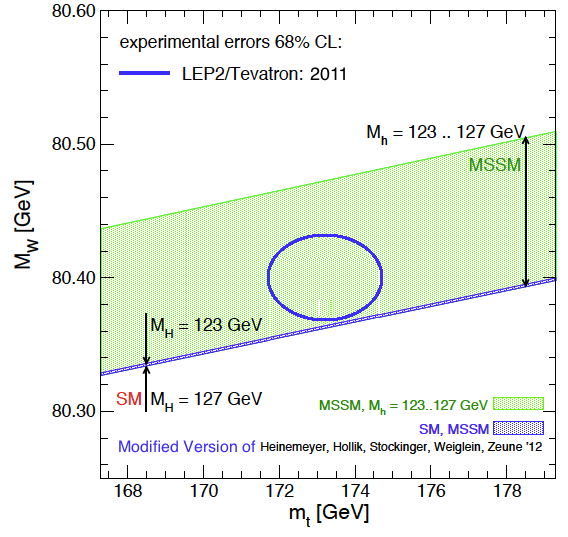 80.60
experimental errors 68% CL:
LEP2/Tevatron: 2011
80.50
M_h = 123 .. 127 GeV
MSSM
M_W [GeV]
80.40
M_H = 123 GeV
SM M_H = 127 GeV
80.30
MSSM, M_h = 123..127 GeV
SM, MSSM
Modified Version of Heinemeyer, Hollik, Stockinger, Weiglein, Zeune '12
168 170 172 174 176 178
m_t [GeV]